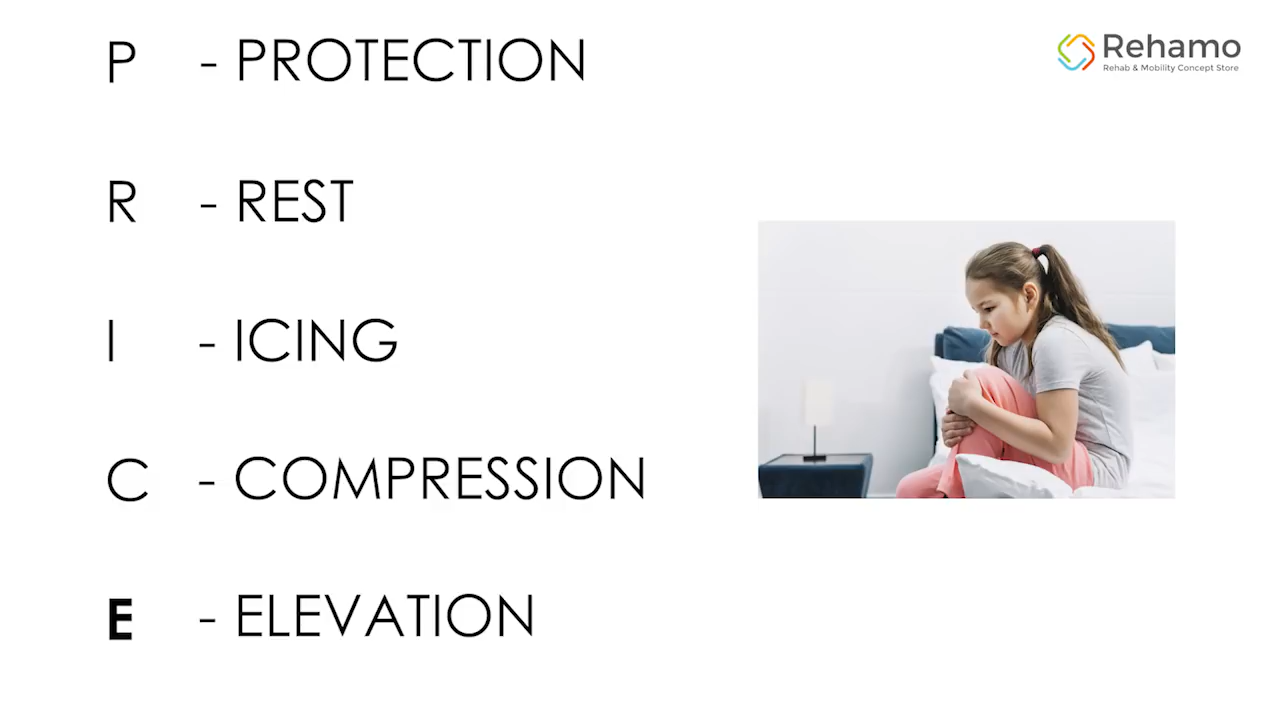 P - PROTECTION
Rehamo
Rehab & Mobility Concept Store
R - REST
I - ICING
C - COMPRESSION
E - ELEVATION